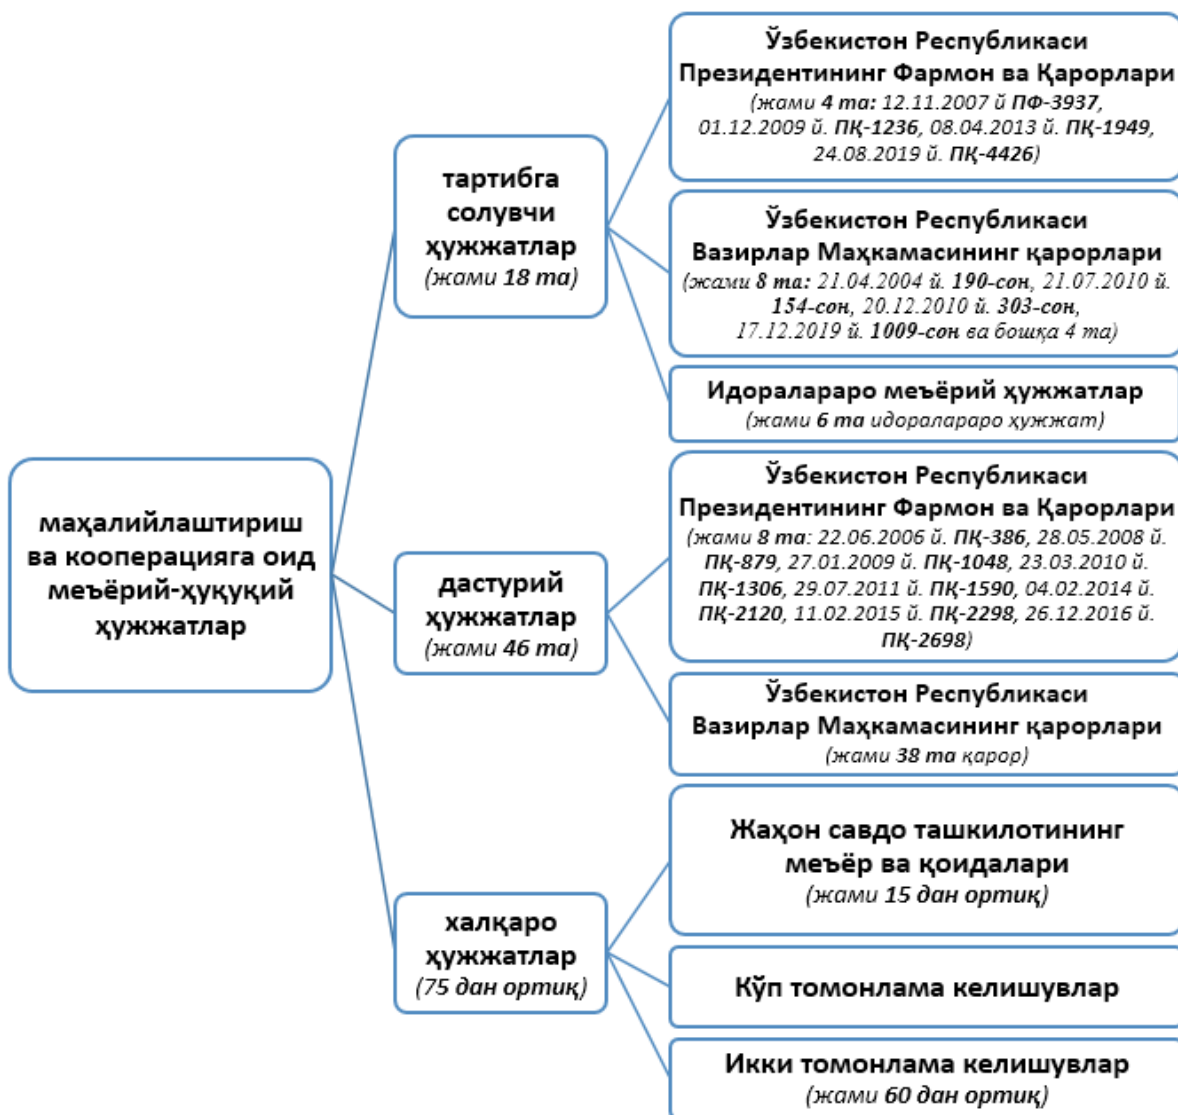 маҳалийлаштириш
ва кооперацияга оид
меъёрий-ҳуқуқий
ҳужжатлар
тартибга
солувчи
ҳужжатлар
(жами 18 та)
Ўзбекистон Республикаси
Президентининг Фармон ва Қарорлари
(жами 4 та: 12.11.2007 й ПФ-3937,
01.12.2009 й. ПҚ-1236, 08.04.2013 й. ПҚ-1949,
24.08.2019 й. ПҚ-4426)
Ўзбекистон Республикаси
Вазирлар Маҳкамасининг қарорлари
(жами 8 та: 21.04.2004 й. 190-сон, 21.07.2010 й.
154-сон, 20.12.2010 й. 303-сон,
17.12.2019 й. 1009-сон ва бошқа 4 та)
Идоралараро меъёрий ҳужжатлар
(жами 6 та идоралараро ҳужжат)
дастурий
ҳужжатлар
(жами 46 та)
Ўзбекистон Республикаси
Президентининг Фармон ва Қарорлари
(жами 8 та: 22.06.2006 й. ПҚ-386, 28.05.2008 й.
ПҚ-879, 27.01.2009 й. ПҚ-1048, 23.03.2010 й.
ПҚ-1306, 29.07.2011 й. ПҚ-1590, 04.02.2014 й.
ПҚ-2120, 11.02.2015 й. ПҚ-2298, 26.12.2016 й.
ПҚ-2698)
Ўзбекистон Республикаси
Вазирлар Маҳкамасининг қарорлари
(жами 38 та қарор)
халқаро
ҳужжатлар
(75 дан ортиқ)
Жаҳон савдо ташкилотининг
меъёр ва қоидалари
(жами 15 дан ортиқ)
Кўп томонлама келишувлар
Икки томонлама келишувлар
(жами 60 дан ортиқ)